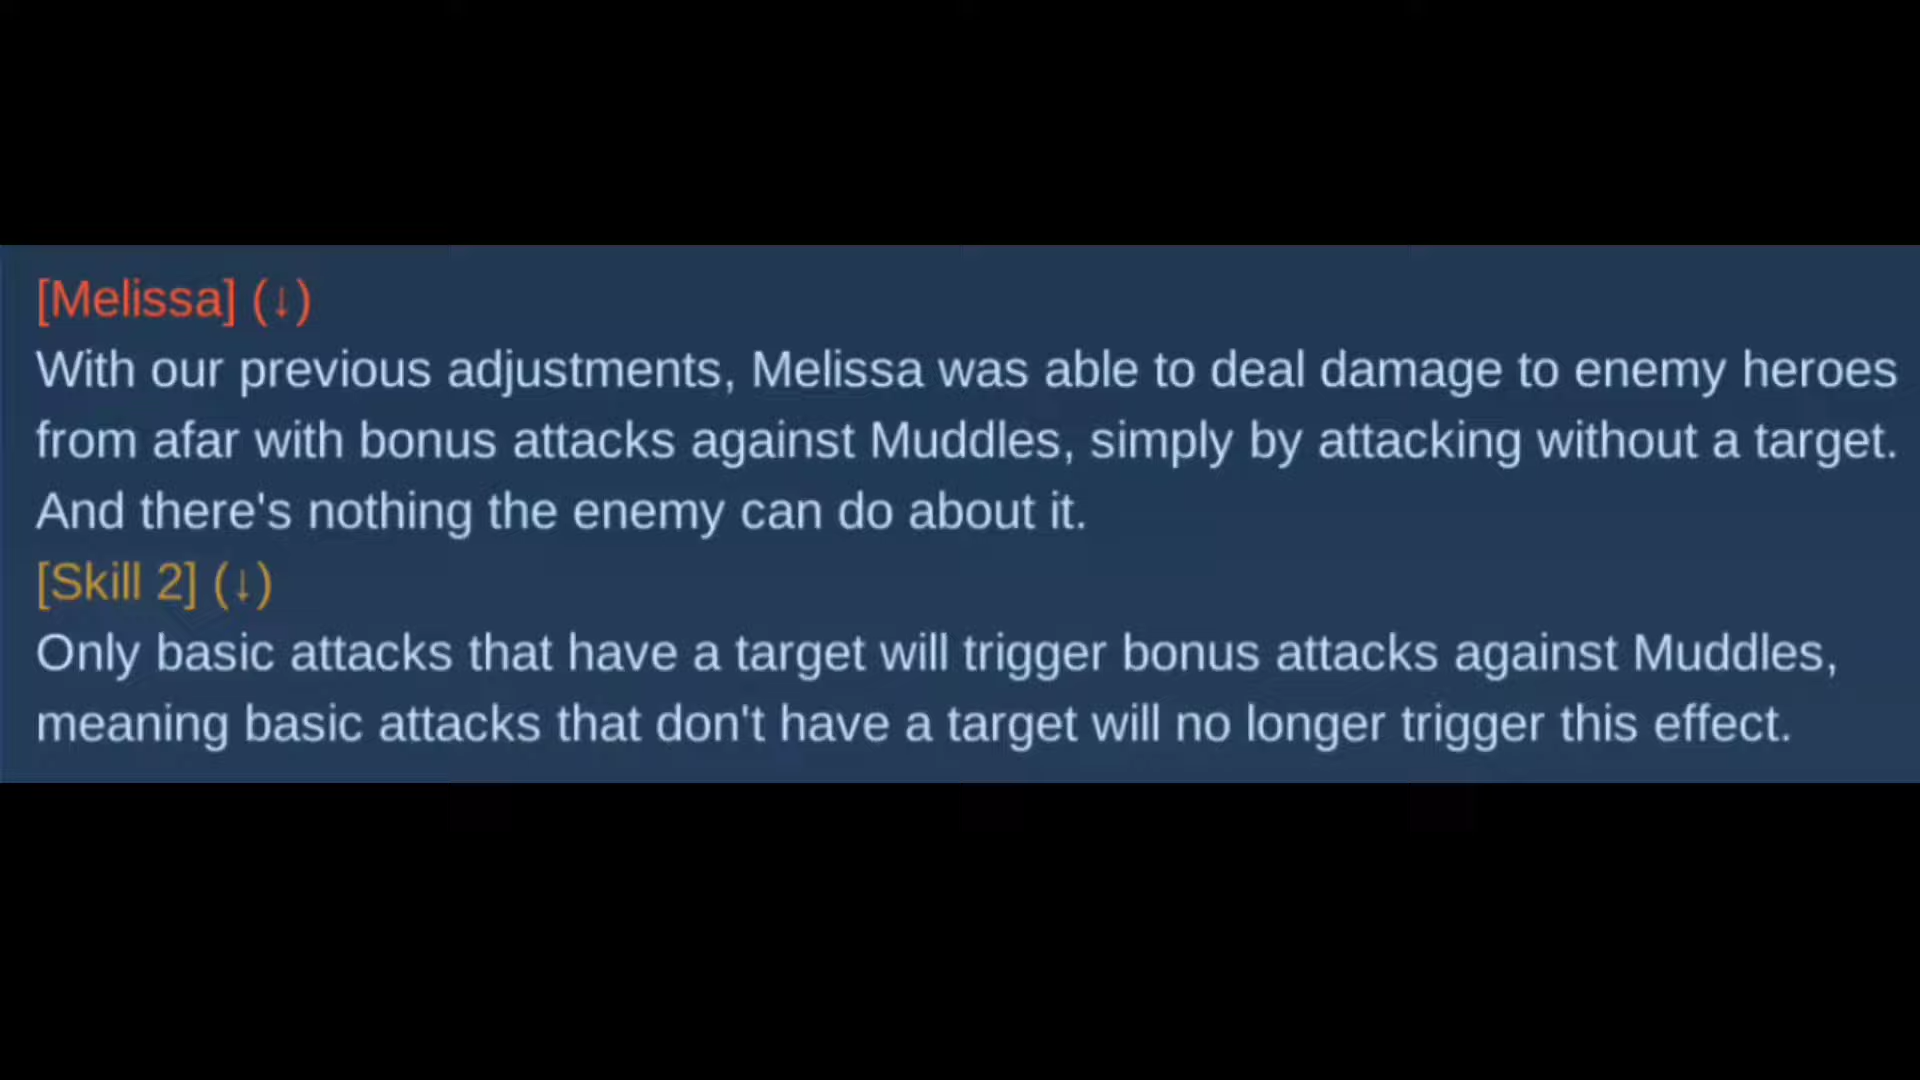 [Melissa] (↓)
With our previous adjustments, Melissa was able to deal damage to enemy heroes
from afar with bonus attacks against Muddles, simply by attacking without a target.
And there's nothing the enemy can do about it.
[Skill 2] (↓)
Only basic attacks that have a target will trigger bonus attacks against Muddles,
meaning basic attacks that don't have a target will no longer trigger this effect.